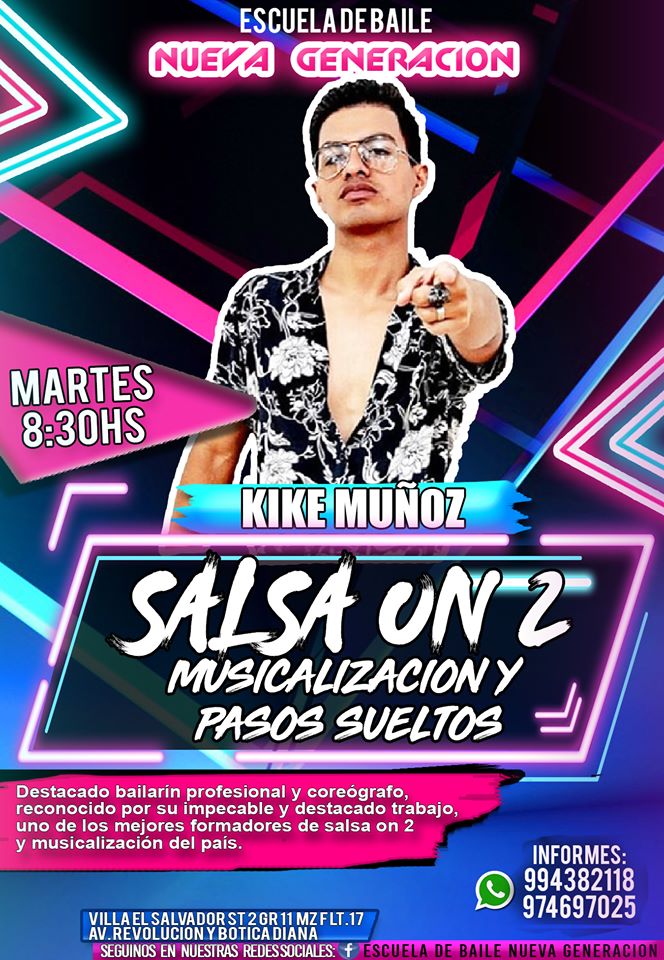 ESCUELA DE BAILE
NUEVA GENERACION
MARTES
8:30HS
KIKE MUÑOZ
SALSA ON 2
MUSICALIZACION Y
PASOS SUELTOS
Destacado bailarín profesional y coreógrafo,
reconocido por su impecable y destacado trabajo,
uno de los mejores formadores de salsa on 2
y musicalización del país.
INFORMES:
994382118
974697025
VILLA EL SALVADOR ST 2 GR 11 MZ F LT.17
AV. REVOLUCION Y BOTICA DIANA
SEGUINOS EN NUESTRAS REDES SOCIALES: f ESCUELA DE BAILE NUEVA GENERACION